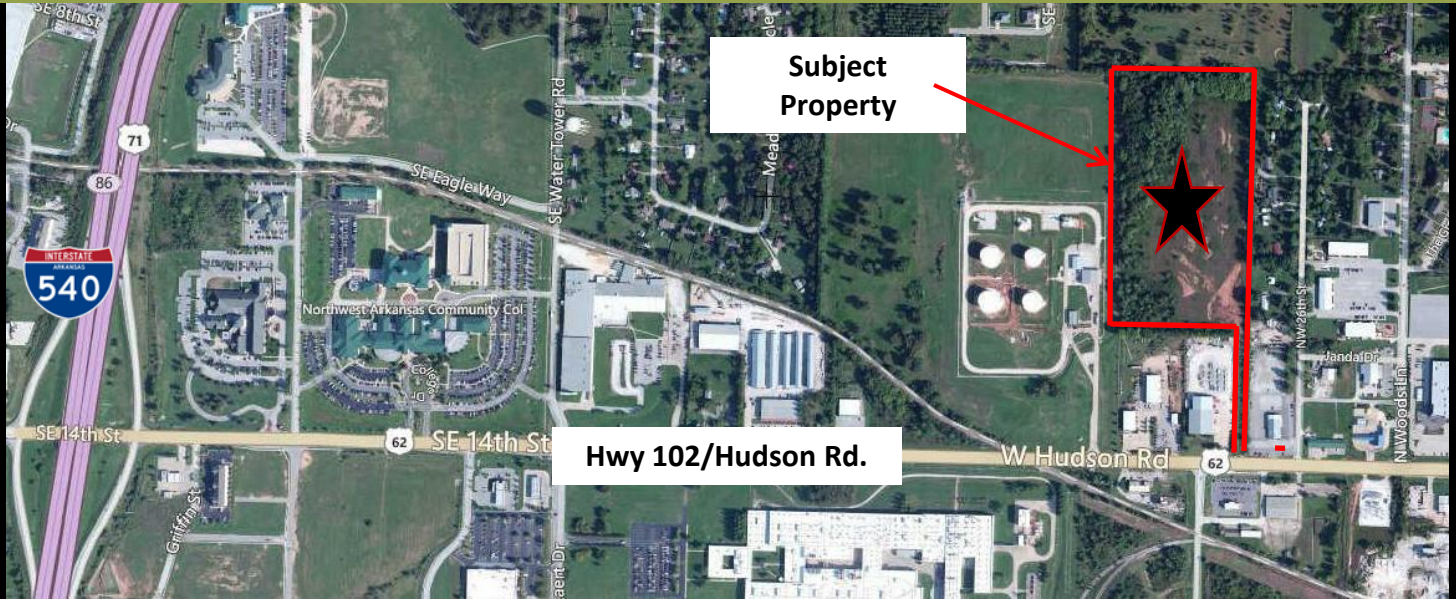 SE 8th St
Subject
Property
71
86
SE Eagle Way
SE Water Tower Rd
INTERSTATE
ARKANSAS
540
Northwest Arkansas Community Col
NW 26th St
Janda Dr
N Woods Ln
SE 14th St
62
SE 14th St
Hwy 102/Hudson Rd.
W Hudson Rd
62
Griffin St